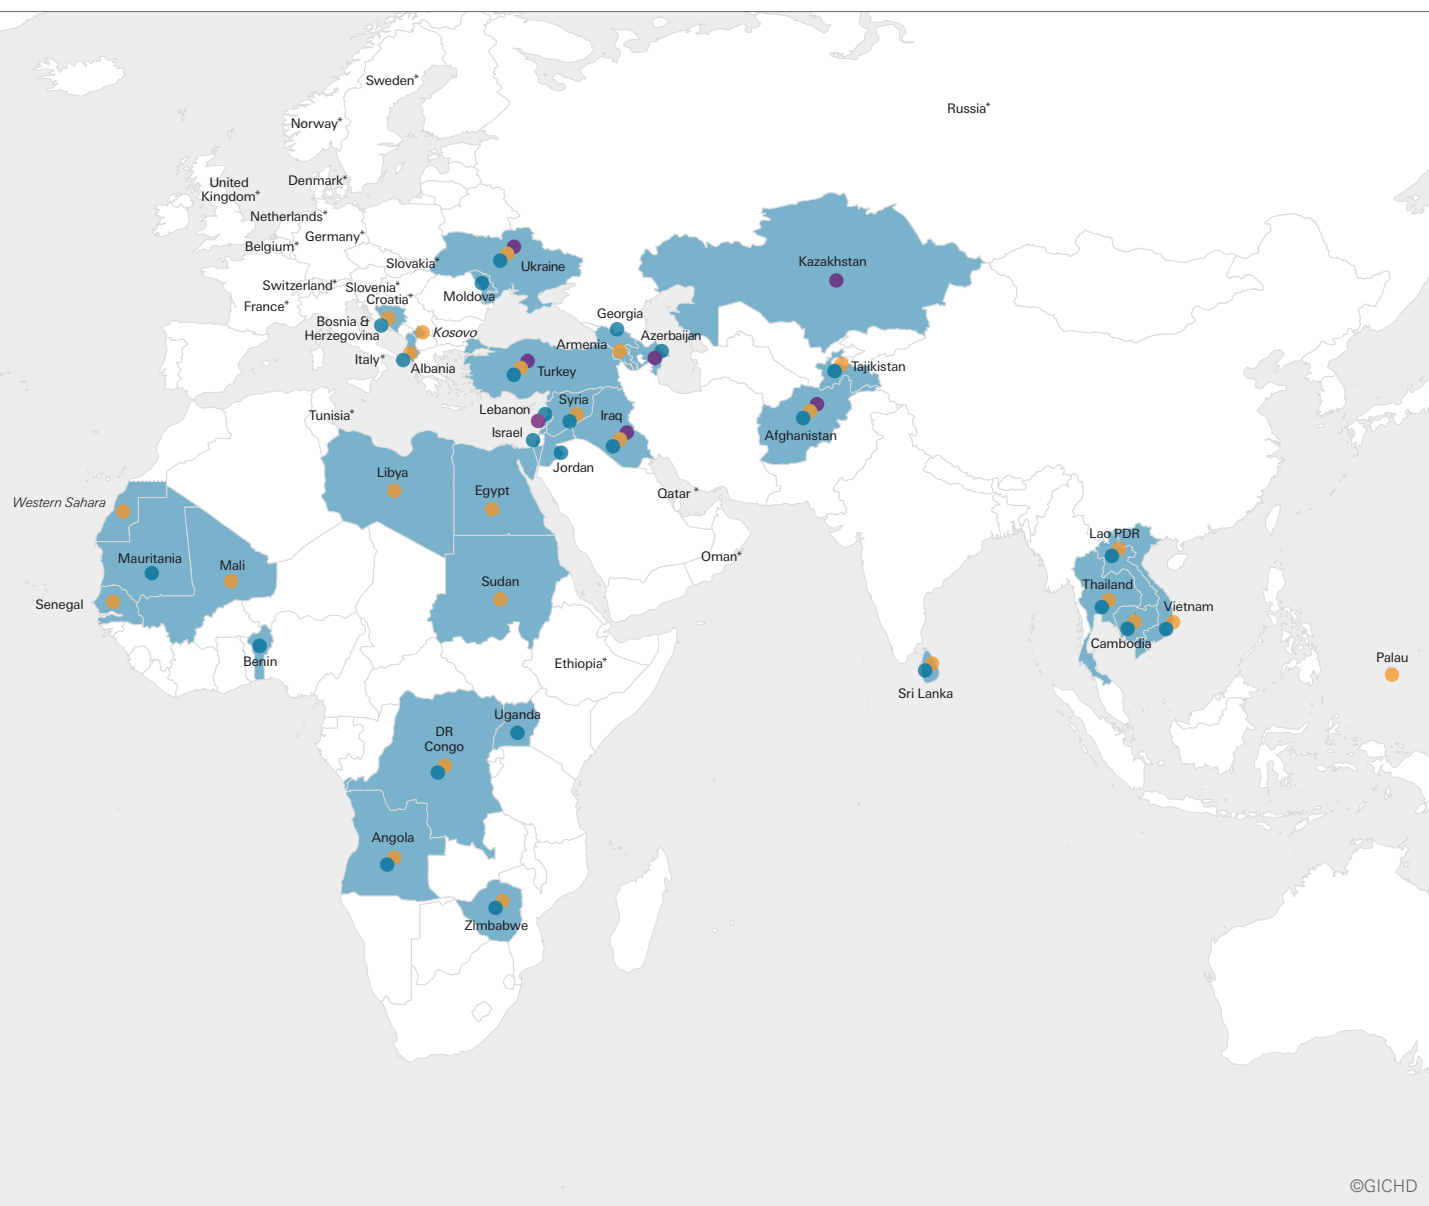 Sweden*
Russia*
Norway*
United
Kingdom*
Denmark*
Netherlands*
Germany*
Belgium*
Slovakia*
Ukraine
Kazakhstan
Switzerland*
Slovenia*
Croatia*
Moldova
France*
Bosnia &
Herzegovina
Kosovo
Georgia
Armenia
Azerbaijan
Italy*
Albania
Turkey
Tajikistan
Tunisia*
Lebanon
Syria
Iraq
Israel
Afghanistan
Jordan
Libya
Egypt
Qatar *
Western Sahara
Lao PDR
Mauritania
Mali
Oman*
Sudan
Thailand
Senegal
Vietnam
Cambodia
Benin
Ethiopia*
Palau
Sri Lanka
Uganda
DR
Congo
Angola
Zimbabwe
©GICHD